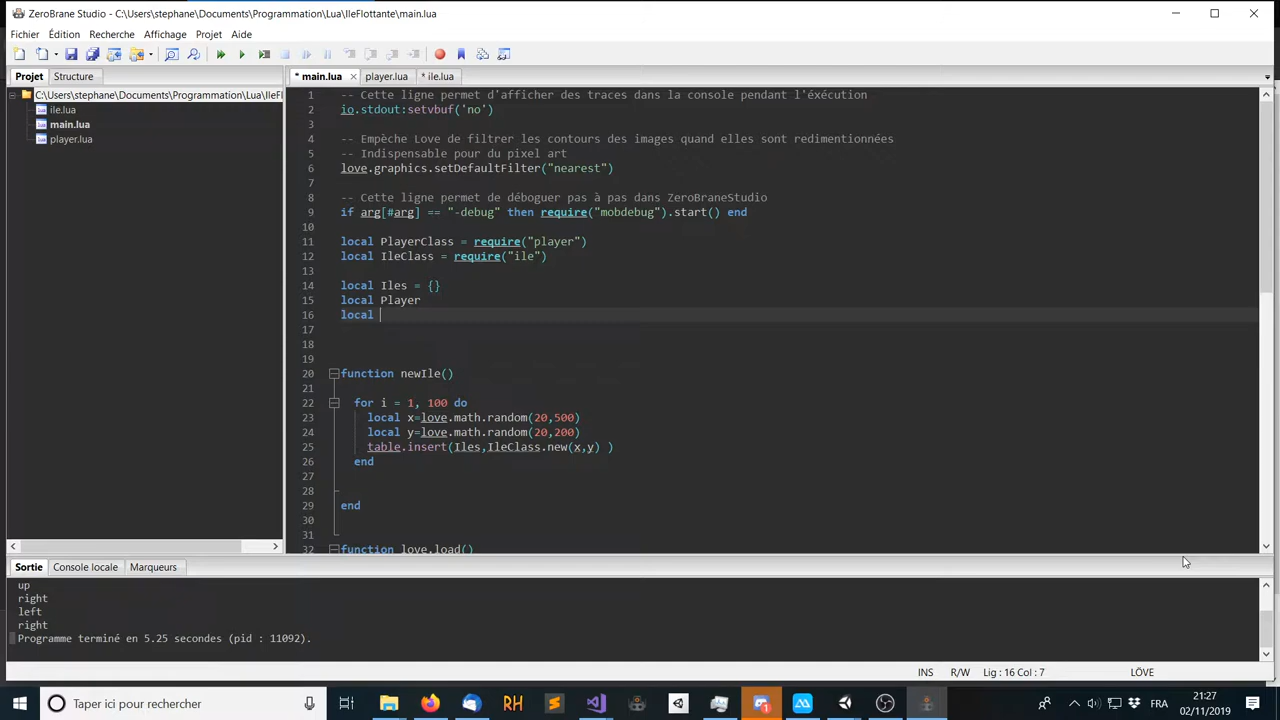 ZeroBrane Studio - C:\Users\stephane\Documents\Programmation\Lua\IleFlottante\main.lua
Fichier Édition Recherche Affichage Projet Aide
Projet Structure
* main.lua player.lua * ile.lua
C:\Users\stephane\Documents\Programmation\Lua\IleF
ile.lua
main.lua
player.lua
1 -- Cette ligne permet d'afficher des traces dans la console pendant l'éxécution
2 io.stdout:setvbuf('no')
3
4 -- Empèche Love de filtrer les contours des images quand elles sont redimentionnées
5 -- Indispensable pour du pixel art
6 love.graphics.setDefaultFilter("nearest")
7
8 -- Cette ligne permet de déboguer pas à pas dans ZeroBraneStudio
9 if arg[#arg] == "-debug" then require("mobdebug").start() end
10
11 local PlayerClass = require("player")
12 local IleClass = require("ile")
13
14 local Iles = {}
15 local Player
16 local
17
18
19
20 function newIle()
21
22 for i = 1, 100 do
23 local x=love.math.random(20,500)
24 local y=love.math.random(20,200)
25 table.insert(Iles,IleClass.new(x,y) )
26 end
27
28
29 end
30
31
32 function love.load()
Sortie Console locale Marqueurs
up
right
left
right
Programme terminé en 5.25 secondes (pid : 11092).
INS R/W Lig : 16 Col : 7 LÖVE
Taper ici pour rechercher
RH
FRA
21:27
02/11/2019